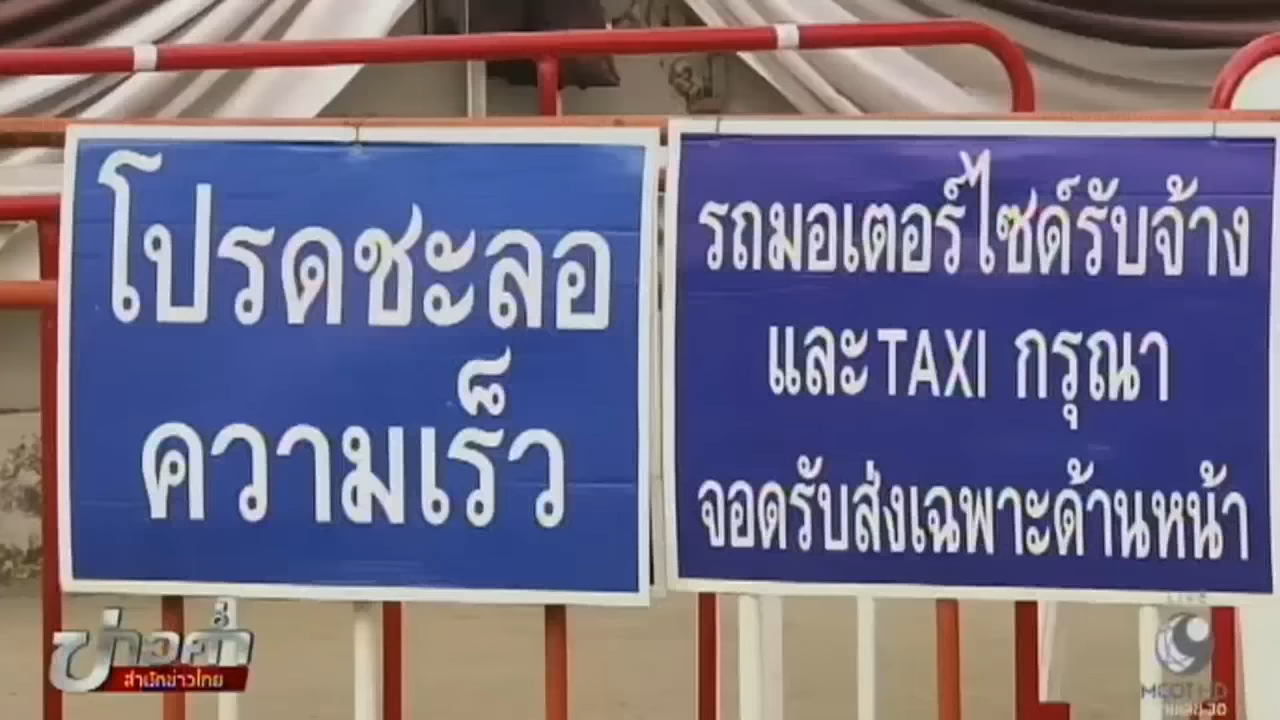 โปรดชะลอ
ความเร็ว
รถมอเตอร์ไซด์รับจ้าง
และTAXI กรุณา
จอดรับส่งเฉพาะด้านหน้า
ข่าวค่ำ
สำนักข่าวไทย
LIVE
MCOT HD